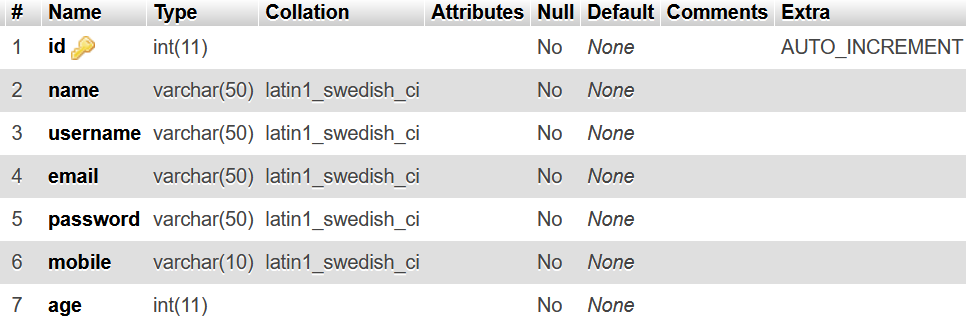 # Name Type Collation Attributes Null Default Comments Extra
1 id int(11) No None AUTO_INCREMENT
2 name varchar(50) latin1_swedish_ci No None
3 username varchar(50) latin1_swedish_ci No None
4 email varchar(50) latin1_swedish_ci No None
5 password varchar(50) latin1_swedish_ci No None
6 mobile varchar(10) latin1_swedish_ci No None
7 age int(11) No None